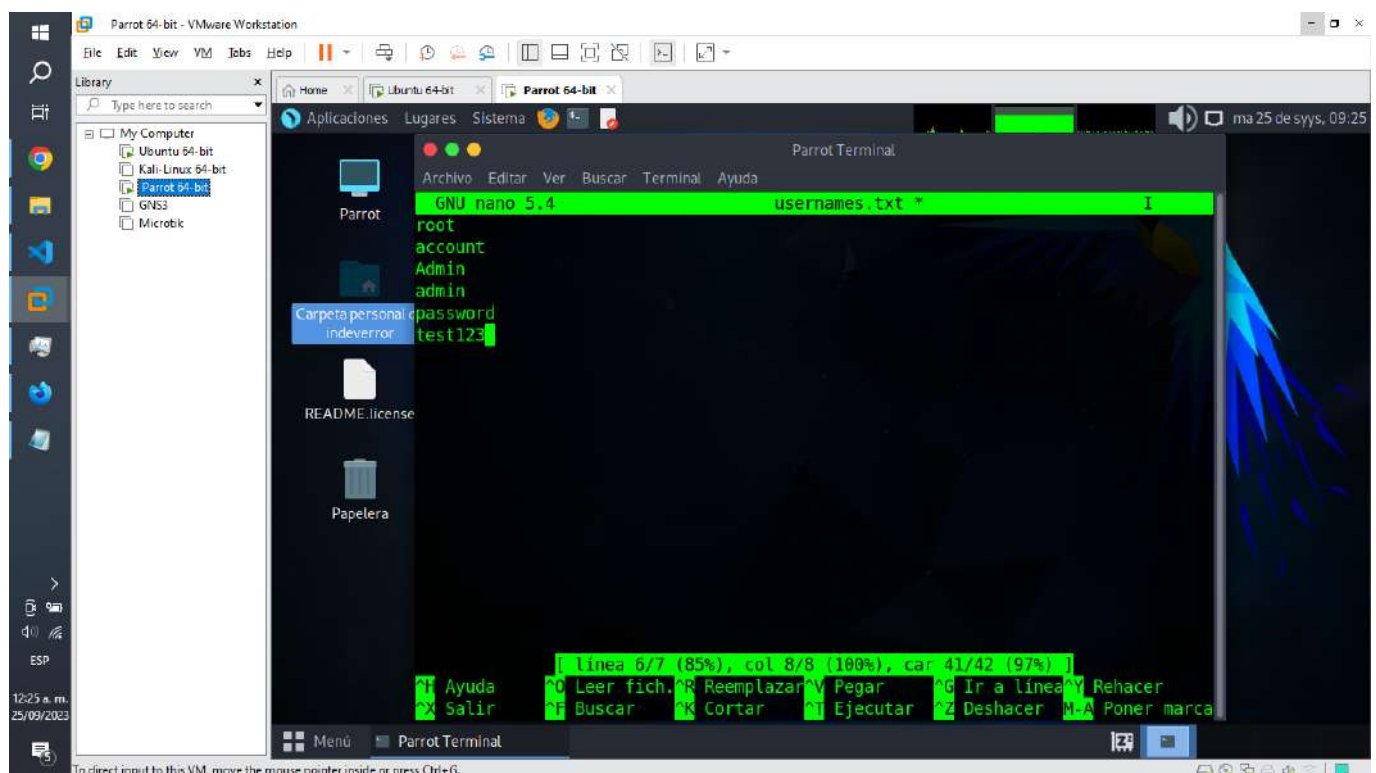 Parrot 64-bit - VMware Workstation
File Edit View VM Tabs Help
Library
Type here to search
My Computer
Ubuntu 64-bit
Kali-Linux 64-bit
Parrot 64-bit
GNS3
Microtik
Home Ubuntu 64-bit Parrot 64-bit
Aplicaciones Lugares Sistema ma 25 de syys, 09:25
Parrot
Carpeta personal
indeverror
README.license
Papelera
Parrot Terminal
Archivo Editar Ver Buscar Terminal Ayuda
GNU nano 5.4 usernames.txt *
root
account
Admin
admin
password
test123
[ línea 6/7 (85%), col 8/8 (100%), car 41/42 (97%) ]
^H Ayuda ^O Leer fich. ^R Reemplazar ^V Pegar ^G Ir a línea ^Y Rehacer
^X Salir ^F Buscar ^K Cortar ^T Ejecutar ^Z Deshacer M-A Poner marca
Menú Parrot Terminal
To direct input to this VM, move the mouse pointer inside or press Ctrl+G.
ESP
12:25 a. m.
25/09/2023
5